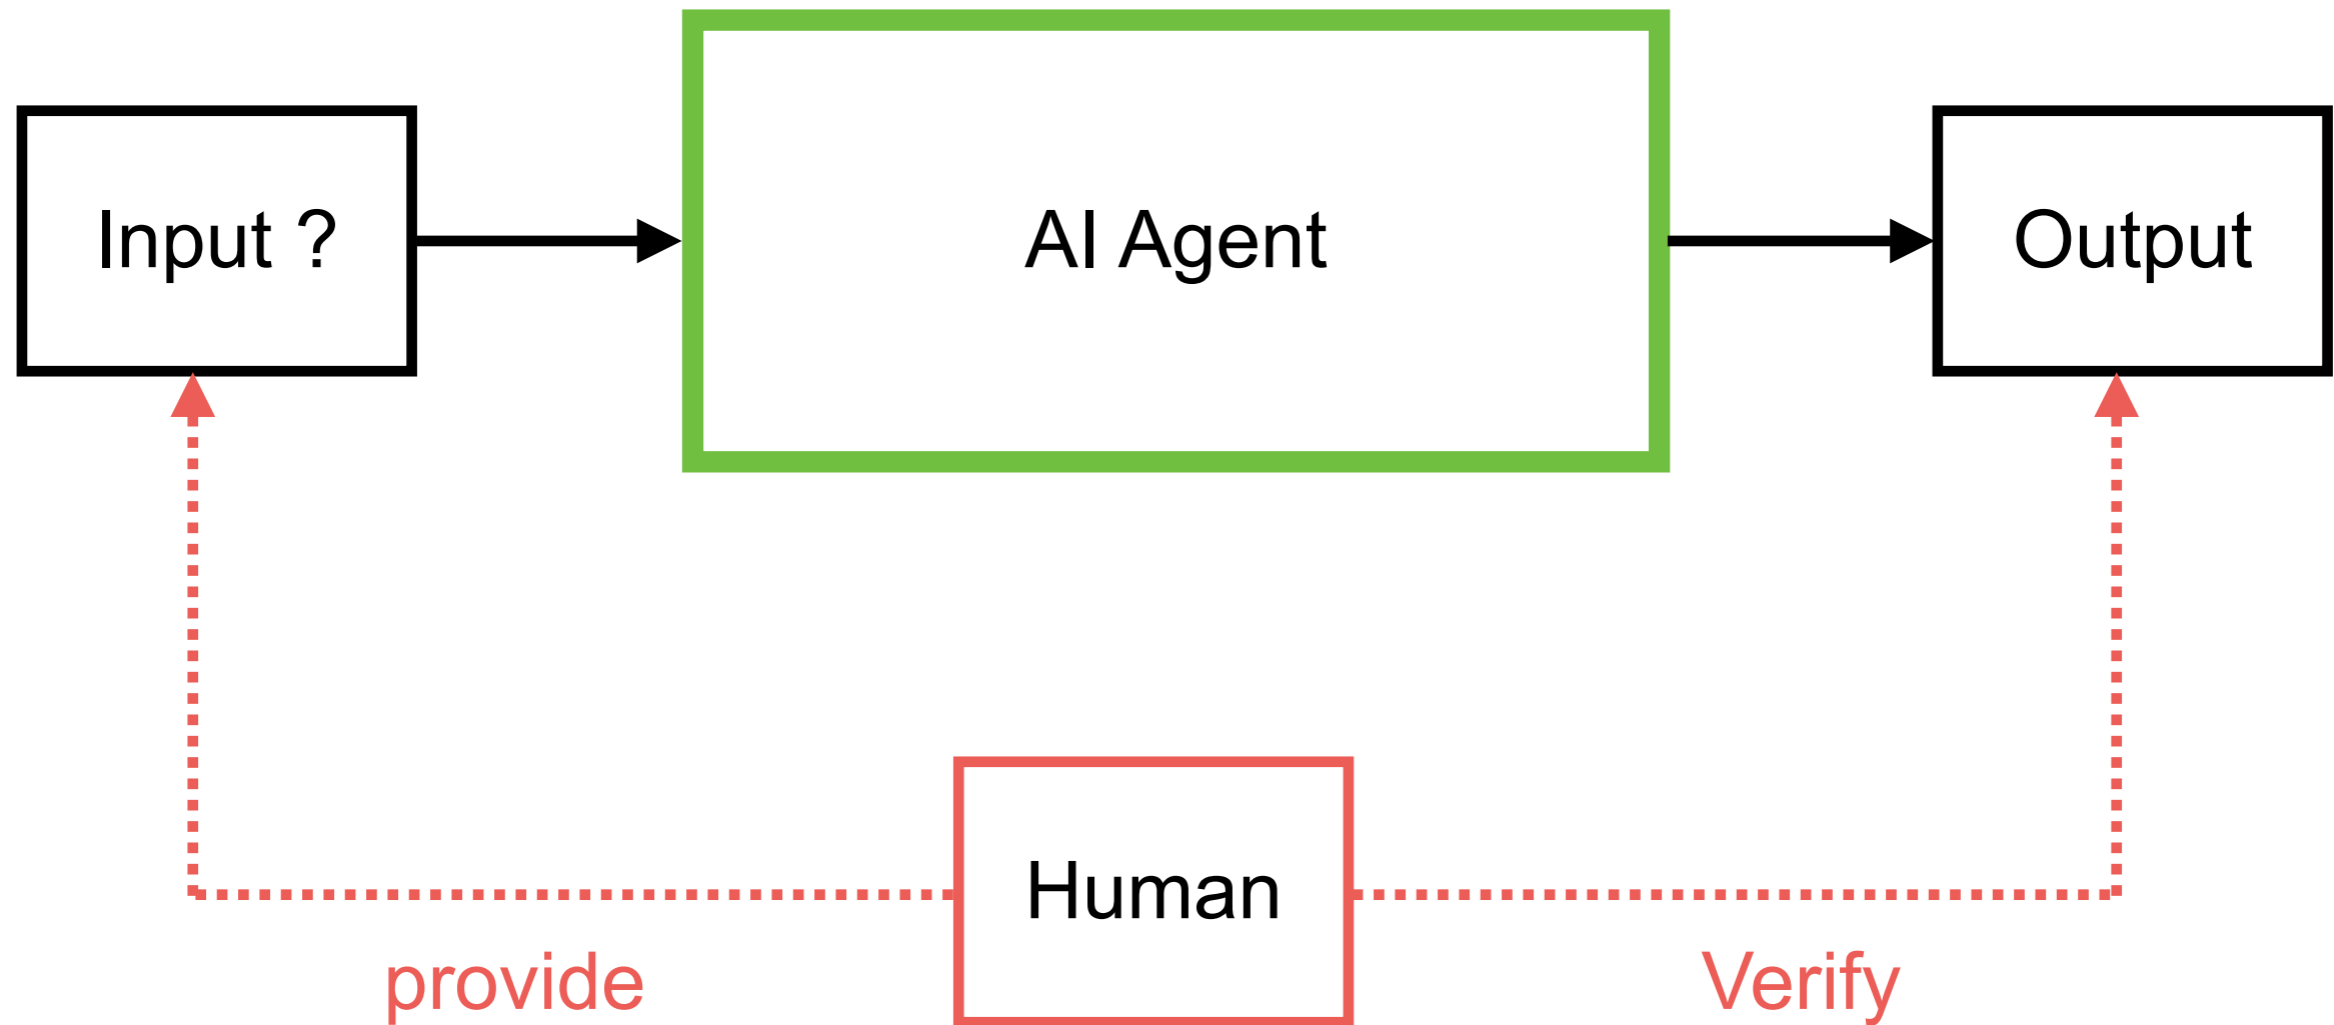 Input ?
AI Agent
Output
Human
provide
Verify